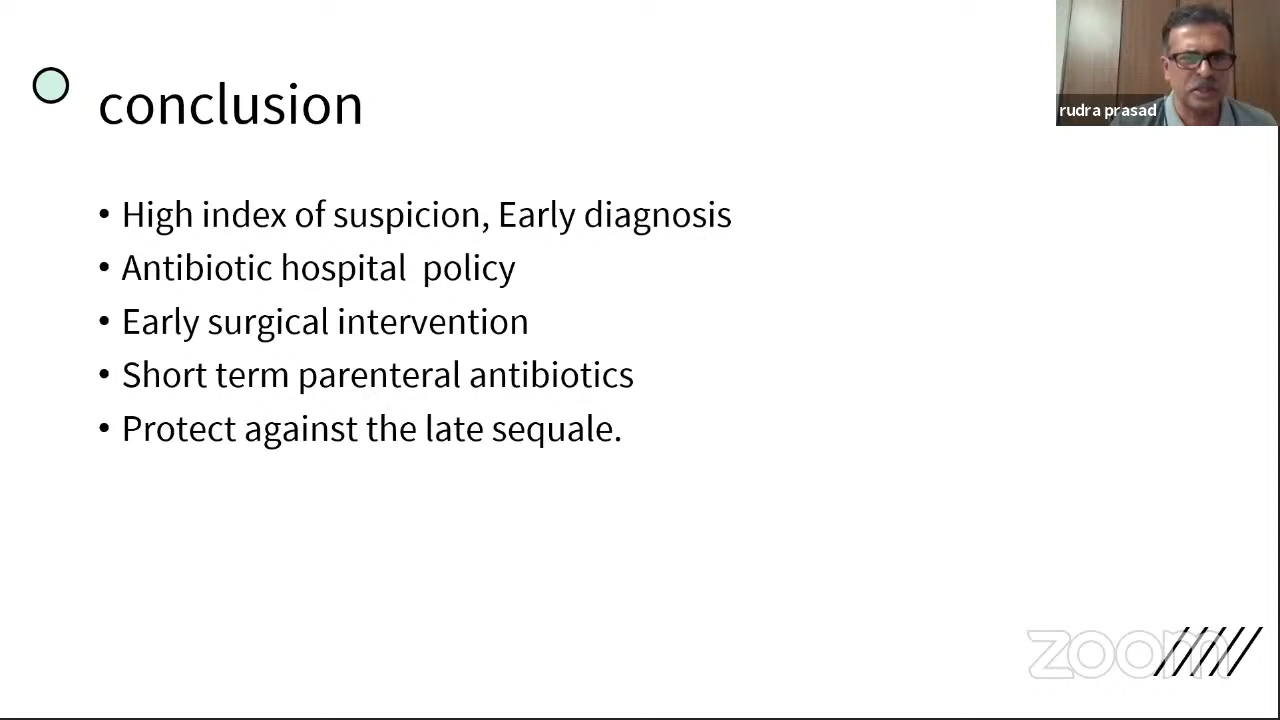 conclusion
rudra prasad
• High index of suspicion, Early diagnosis
• Antibiotic hospital  policy
• Early surgical intervention
• Short term parenteral antibiotics
• Protect against the late sequale.
zoom